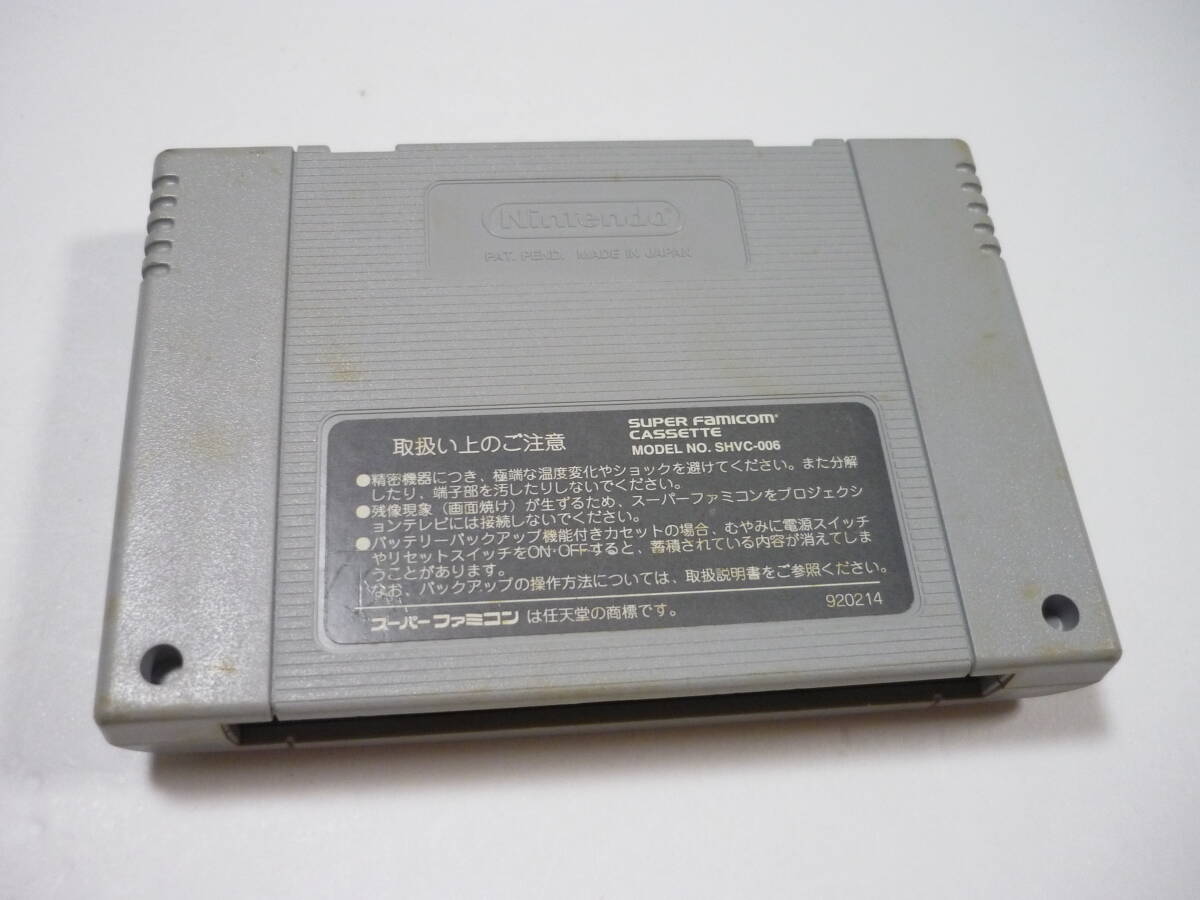 Nintendo
PAT. PEND. MADE IN JAPAN
取扱い上のご注意
SUPER FAMICOM
CASSETTE
MODEL NO. SHVC-006
●精密機器につき、極端な温度変化やショックを避けてください。また分解
したり、端子部を汚したりしないでください。
●残像現象(画面焼け)が生ずるため、スーパーファミコンをプロジェクシ
ョンテレビには接続しないでください。
●バッテリーバックアップ機能付きカセットの場合、むやみに電源スイッチ
やリセットスイッチをON・OFFすると、蓄積されている内容が消えてしま
うことがあります。
なお、バックアップの操作方法については、取扱説明書をご参照ください。
スーパーファミコン は任天堂の商標です。
920214